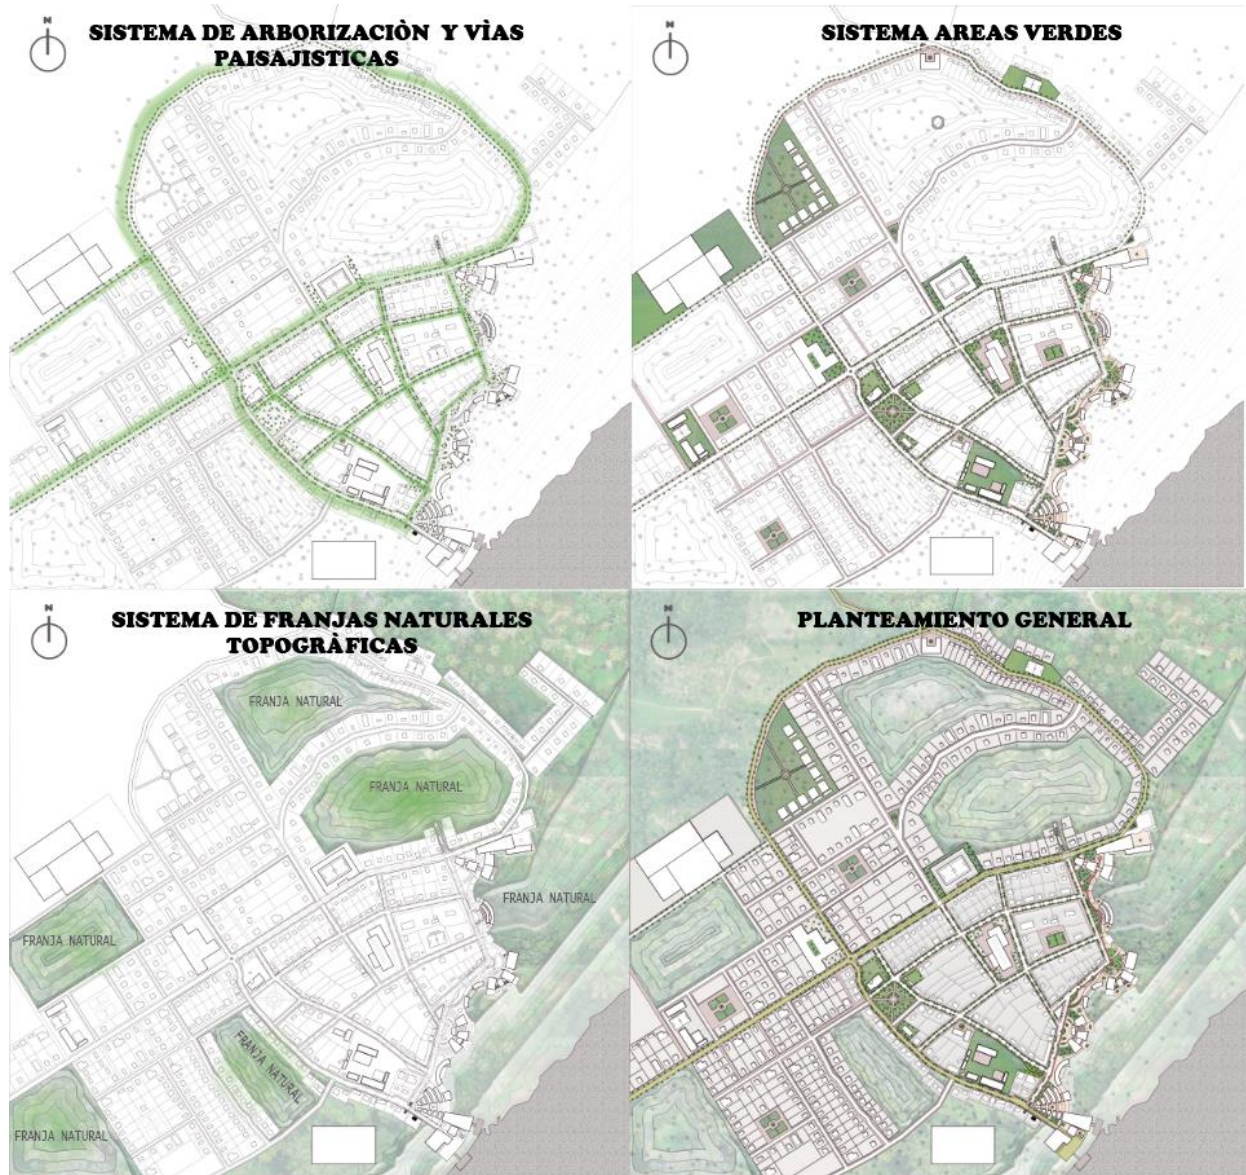 N
SISTEMA DE ARBORIZACIÒN Y VÌAS
PAISAJISTICAS
N
SISTEMA AREAS VERDES
N
SISTEMA DE FRANJAS NATURALES
TOPOGRÀFICAS
FRANJA NATURAL
FRANJA NATURAL
FRANJA NATURAL
FRANJA NATURAL
FRANJA NATURAL
FRANJA NATURAL
N
PLANTEAMIENTO GENERAL